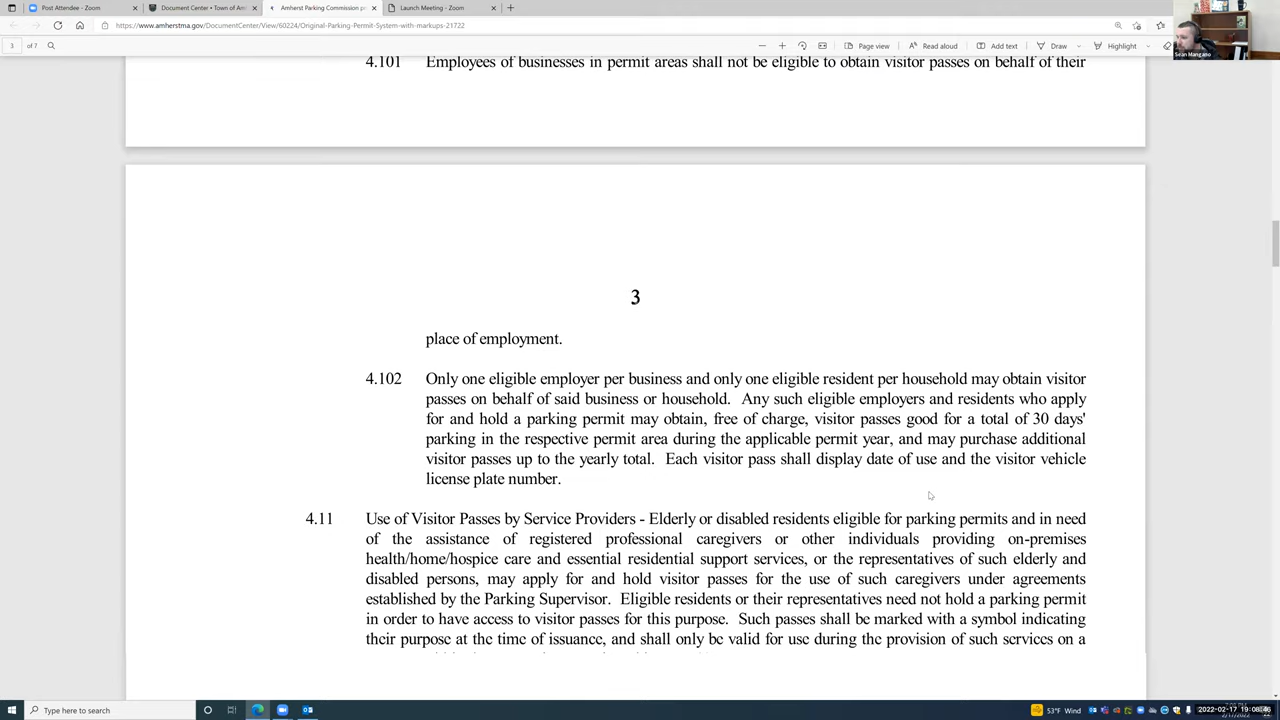 Post Attendee - Zoom
Document Center • Town of Am
Amherst Parking Commission pr
Launch Meeting - Zoom
https://www.amherstma.gov/DocumentCenter/View/60224/Original-Parking-Permit-System-with-markups-21722
3 of 7
Page view
Read aloud
Add text
Draw
Highlight
Sean Mangano
4.101 Employees of businesses in permit areas shall not be eligible to obtain visitor passes on behalf of their
3
place of employment.
4.102 Only one eligible employer per business and only one eligible resident per household may obtain visitor
passes on behalf of said business or household. Any such eligible employers and residents who apply
for and hold a parking permit may obtain, free of charge, visitor passes good for a total of 30 days'
parking in the respective permit area during the applicable permit year, and may purchase additional
visitor passes up to the yearly total. Each visitor pass shall display date of use and the visitor vehicle
license plate number.
4.11 Use of Visitor Passes by Service Providers - Elderly or disabled residents eligible for parking permits and in need
of the assistance of registered professional caregivers or other individuals providing on-premises
health/home/hospice care and essential residential support services, or the representatives of such elderly and
disabled persons, may apply for and hold visitor passes for the use of such caregivers under agreements
established by the Parking Supervisor. Eligible residents or their representatives need not hold a parking permit
in order to have access to visitor passes for this purpose. Such passes shall be marked with a symbol indicating
their purpose at the time of issuance, and shall only be valid for use during the provision of such services on a
Type here to search
53°F Wind
2022-02-17 19:08:46